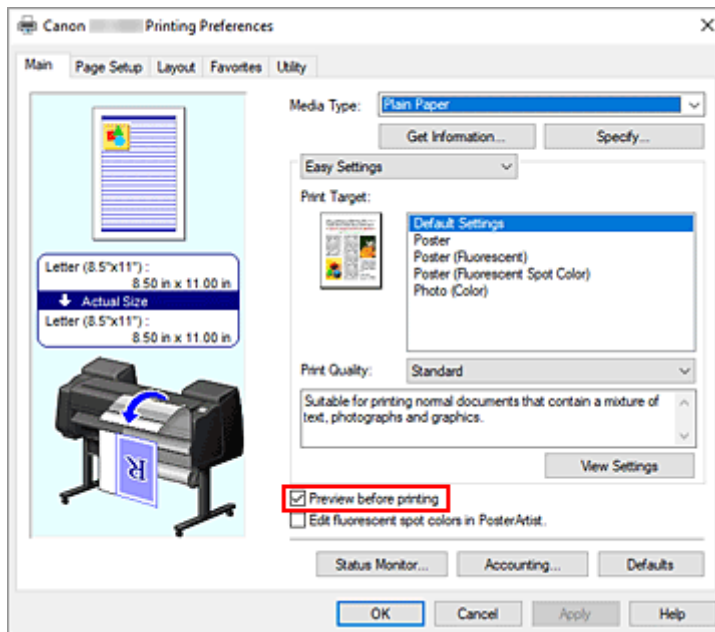 Canon Printing Preferences
Main Page Setup Layout Favorites Utility
Media Type: Plain Paper
Get Information... Specify...
Easy Settings
Print Target:
Default Settings
Poster
Poster (Fluorescent)
Poster (Fluorescent Spot Color)
Photo (Color)
Letter (8.5"x11") :
8.50 in x 11.00 in
Actual Size
Letter (8.5"x11") :
8.50 in x 11.00 in
R
Print Quality: Standard
Suitable for printing normal documents that contain a mixture of
text, photographs and graphics.
View Settings
Preview before printing
Edit fluorescent spot colors in PosterArtist.
Status Monitor... Accounting... Defaults
OK Cancel Apply Help